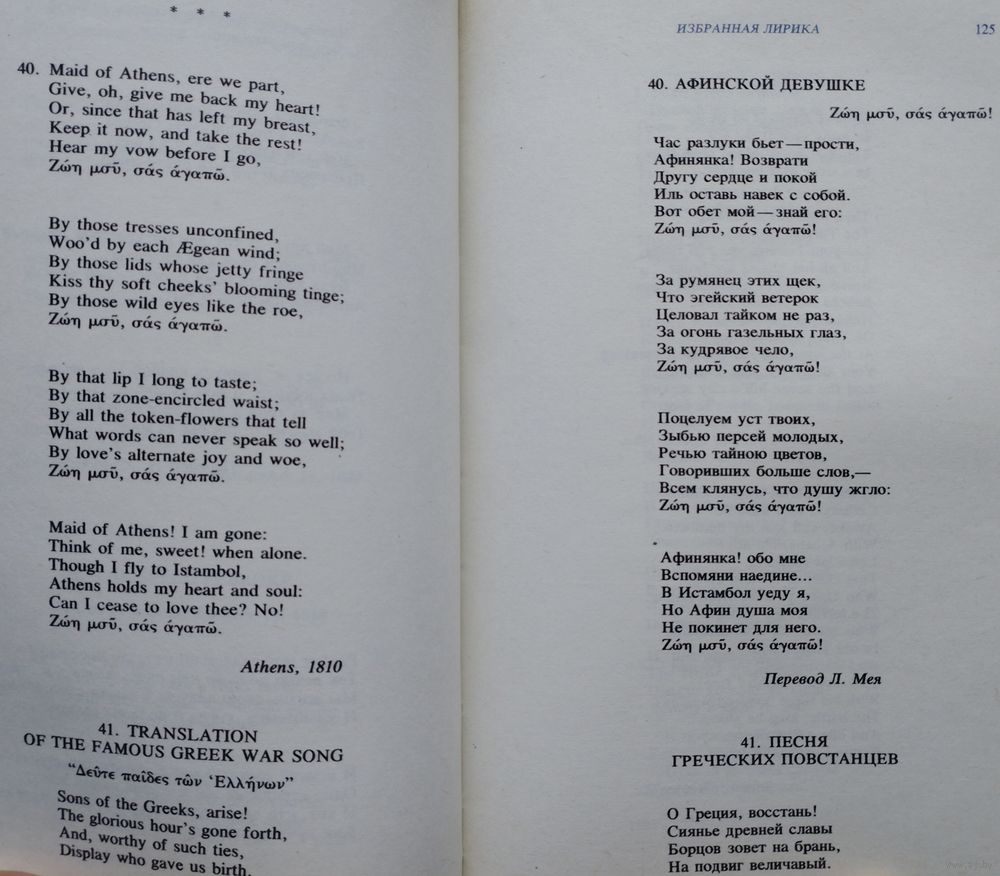 * * *
40. Maid of Athens, ere we part,
Give, oh, give me back my heart!
Or, since that has left my breast,
Keep it now, and take the rest!
Hear my vow before I go,
Ζώη μσῦ, σάς ἀγαπῶ.
By those tresses unconfined,
Woo'd by each Ægean wind;
By those lids whose jetty fringe
Kiss thy soft cheeks' blooming tinge;
By those wild eyes like the roe,
Ζώη μσῦ, σάς ἀγαπῶ.
By that lip I long to taste;
By that zone-encircled waist;
By all the token-flowers that tell
What words can never speak so well;
By love's alternate joy and woe,
Ζώη μσῦ, σάς ἀγαπῶ.
Maid of Athens! I am gone:
Think of me, sweet! when alone.
Though I fly to Istambol,
Athens holds my heart and soul:
Can I cease to love thee? No!
Ζώη μσῦ, σάς ἀγαπῶ.
Athens, 1810
41. TRANSLATION
OF THE FAMOUS GREEK WAR SONG
“Δεῦτε παῖδες τῶν Ἑλλήνων”
Sons of the Greeks, arise!
The glorious hour's gone forth,
And, worthy of such ties,
Display who gave us birth.
ИЗБРАННАЯ ЛИРИКА 125
40. АФИНСКОЙ ДЕВУШКЕ
Ζώη μσῦ, σάς ἀγαπῶ!
Час разлуки бьет — прости,
Афинянка! Возврати
Другу сердце и покой
Иль оставь навек с собой.
Вот обет мой — знай его:
Ζώη μσῦ, σάς ἀγαπῶ!
За румянец этих щек,
Что эгейский ветерок
Целовал тайком не раз,
За огонь газельных глаз,
За кудрявое чело,
Ζώη μσῦ, σάς ἀγαπῶ!
Поцелуем уст твоих,
Зыбью персей молодых,
Речью тайною цветов,
Говоривших больше слов,—
Всем клянусь, что душу жгло:
Ζώη μσῦ, σάς ἀγαπῶ!
Афинянка! обо мне
Вспомяни наедине...
В Истамбол уеду я,
Но Афин душа моя
Не покинет для него.
Ζώη μσῦ, σάς ἀγαπῶ!
Перевод Л. Мея
41. ПЕСНЯ
ГРЕЧЕСКИХ ПОВСТАНЦЕВ
О Греция, восстань!
Сиянье древней славы
Борцов зовет на брань,
На подвиг величавый.